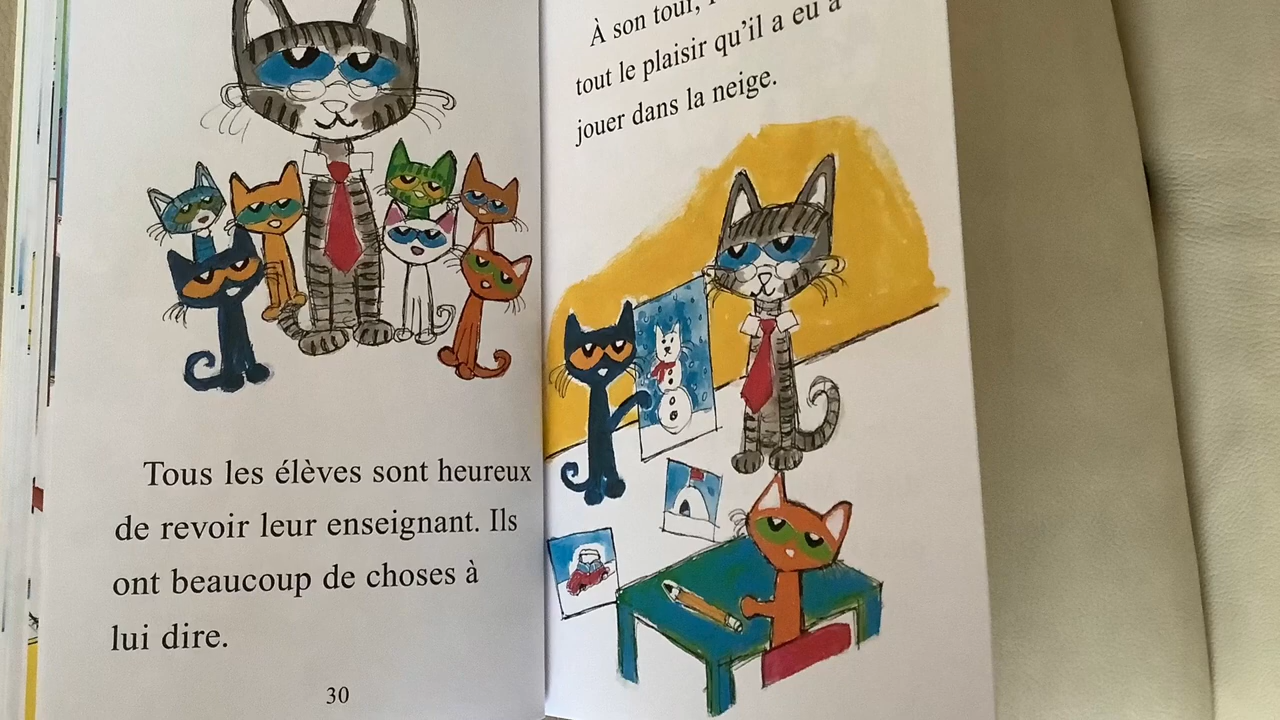 Tous les élèves sont heureux
de revoir leur enseignant. Ils
ont beaucoup de choses à
lui dire.
30
À son tour,
tout le plaisir qu'il a eu à
jouer dans la neige.